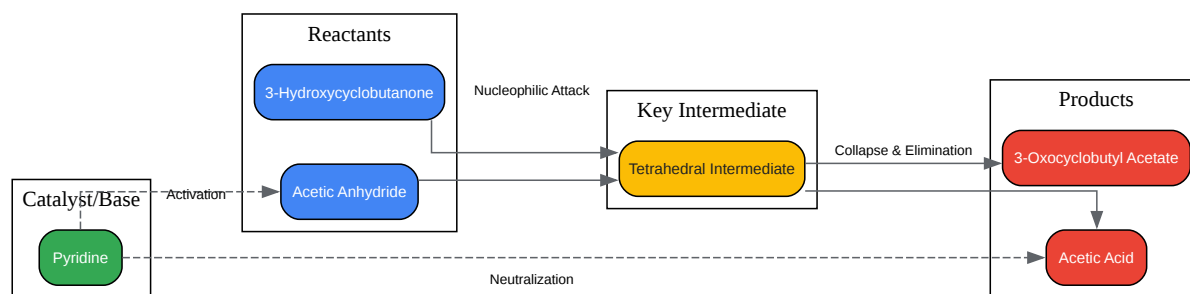 Reactants
3-Hydroxycyclobutanone
Nucleophilic Attack
Acetic Anhydride
Activation
Catalyst/Base
Pyridine
Neutralization
Key Intermediate
Tetrahedral Intermediate
Collapse & Elimination
Products
3-Oxocyclobutyl Acetate
Acetic Acid